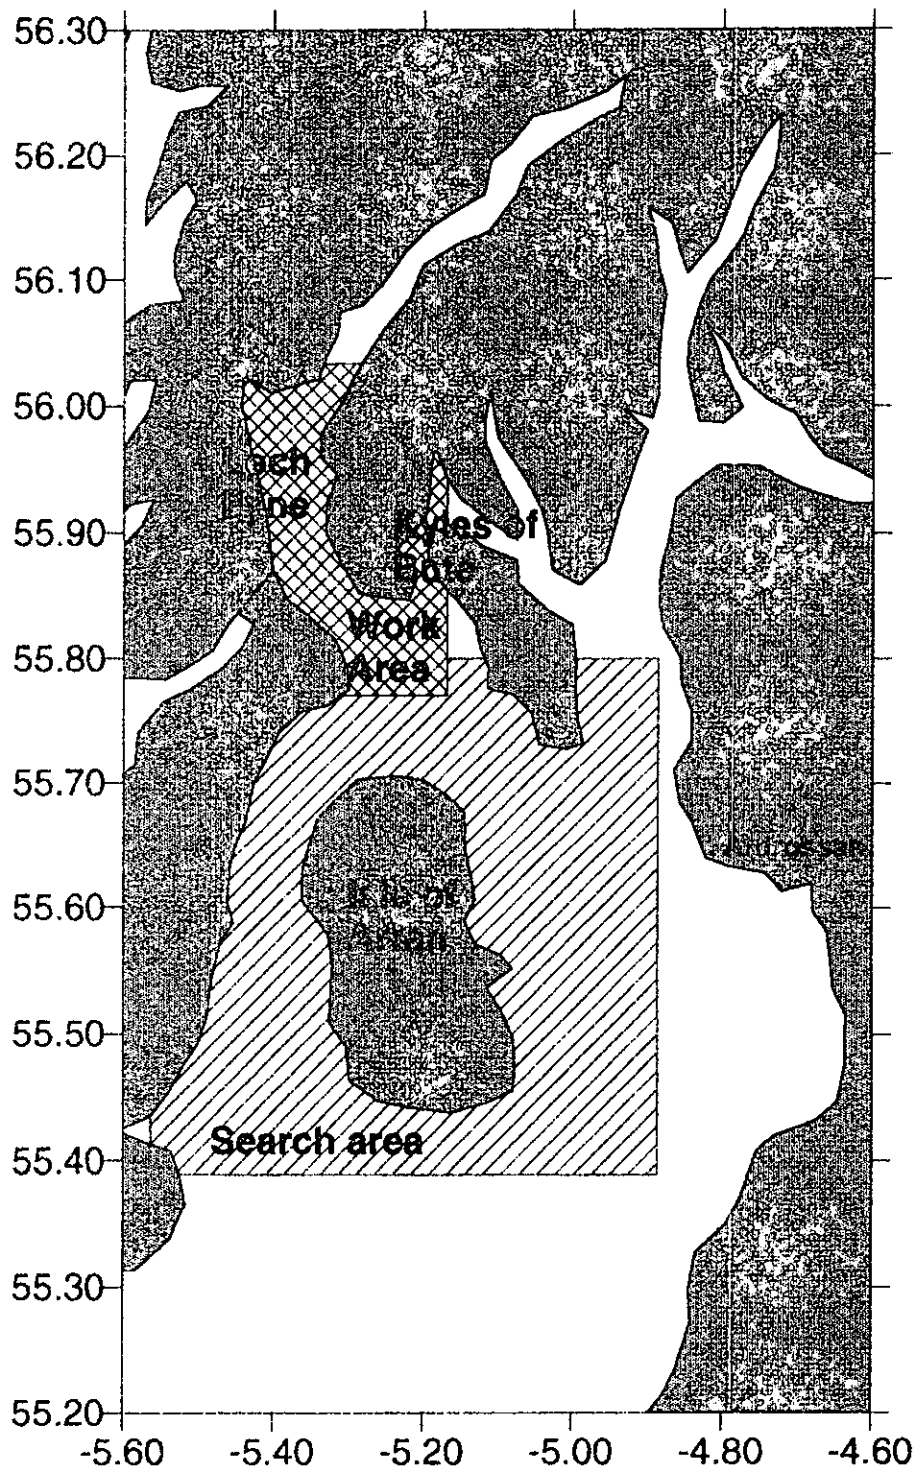 56.30
56.20
56.10
56.00
Loch
Fyne
55.90
Kyles of
Bute
Work
55.80
Area
55.70
Ardrossan
55.60
Isle of
Arran
55.50
Search area
55.40
55.30
55.20
-5.60 -5.40 -5.20 -5.00 -4.80 -4.60